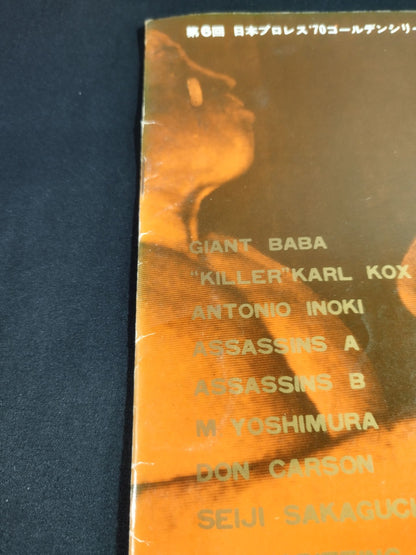 第6回 日本プロレス'70ゴールデンシリー
GIANT BABA
"KILLER"KARL KOX
ANTONIO INOKI
ASSASSINS A
ASSASSINS B
M YOSHIMURA
DON CARSON
SEIJI SAKAGUC